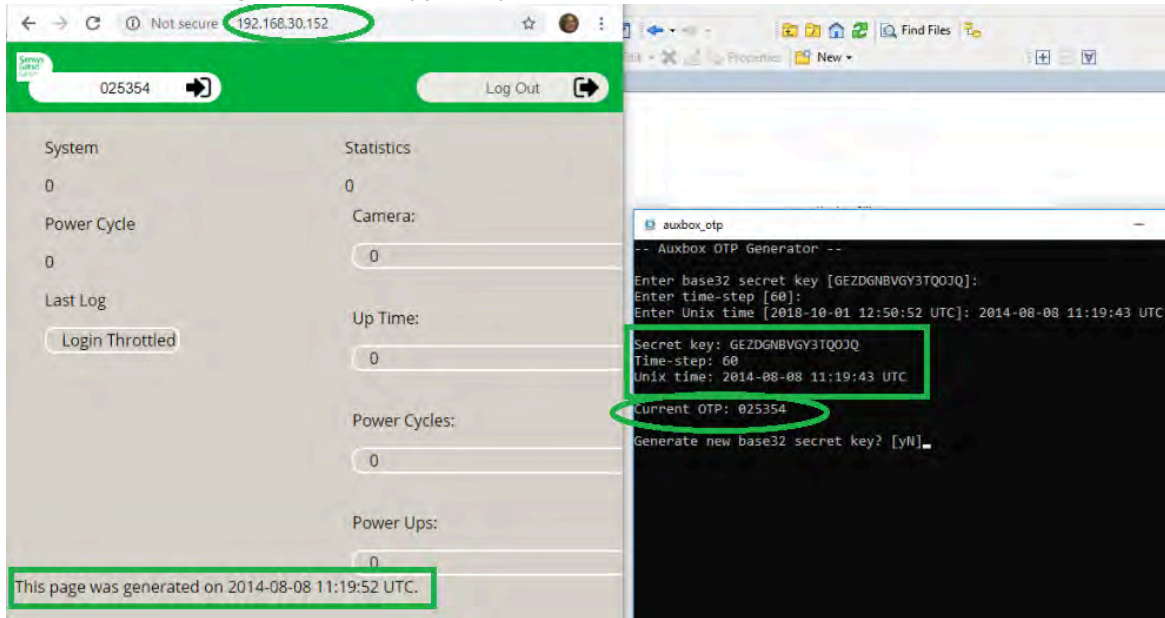 Not secure 192.168.30.152
025354
Log Out
System
0
Power Cycle
0
Last Log
Login Throttled
Statistics
0
Camera:
0
Up Time:
0
Power Cycles:
0
Power Ups:
0
This page was generated on 2014-08-08 11:19:52 UTC.
Find Files
Properties New
auxbox_otp
-- Auxbox OTP Generator --
Enter base32 secret key [GEZDGNBVGY3TQOJQ]:
Enter time-step [60]:
Enter Unix time [2018-10-01 12:50:52 UTC]: 2014-08-08 11:19:43 UTC
Secret key: GEZDGNBVGY3TQOJQ
Time-step: 60
Unix time: 2014-08-08 11:19:43 UTC
Current OTP: 025354
Generate new base32 secret key? [yN]